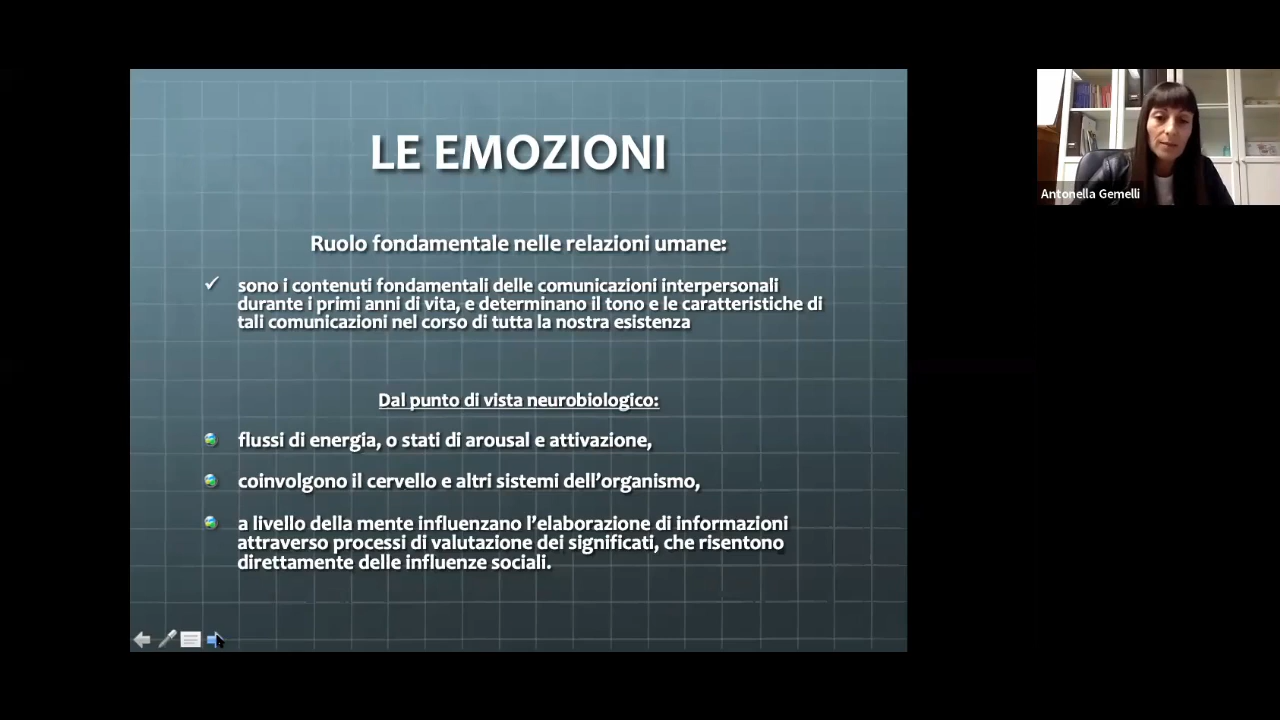 LE EMOZIONI
Ruolo fondamentale nelle relazioni umane:
sono i contenuti fondamentali delle comunicazioni interpersonali
durante i primi anni di vita, e determinano il tono e le caratteristiche di
tali comunicazioni nel corso di tutta la nostra esistenza
Dal punto di vista neurobiologico:
flussi di energia, o stati di arousal e attivazione,
coinvolgono il cervello e altri sistemi dell’organismo,
a livello della mente influenzano l’elaborazione di informazioni
attraverso processi di valutazione dei significati, che risentono
direttamente delle influenze sociali.
Antonella Gemelli